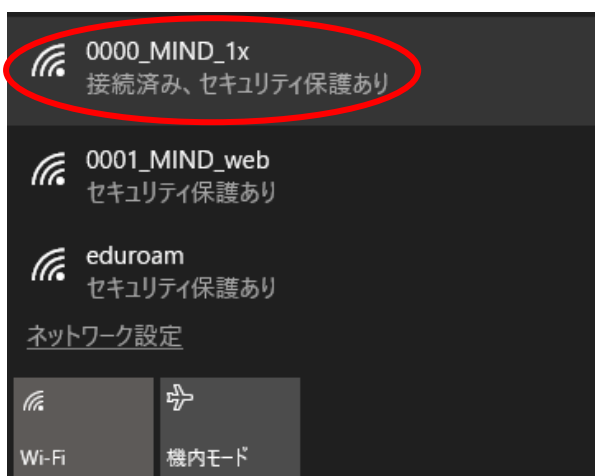 0000_MIND_1x
接続済み、セキュリティ保護あり
0001_MIND_web
セキュリティ保護あり
eduroam
セキュリティ保護あり
ネットワーク設定
Wi-Fi
機内モード